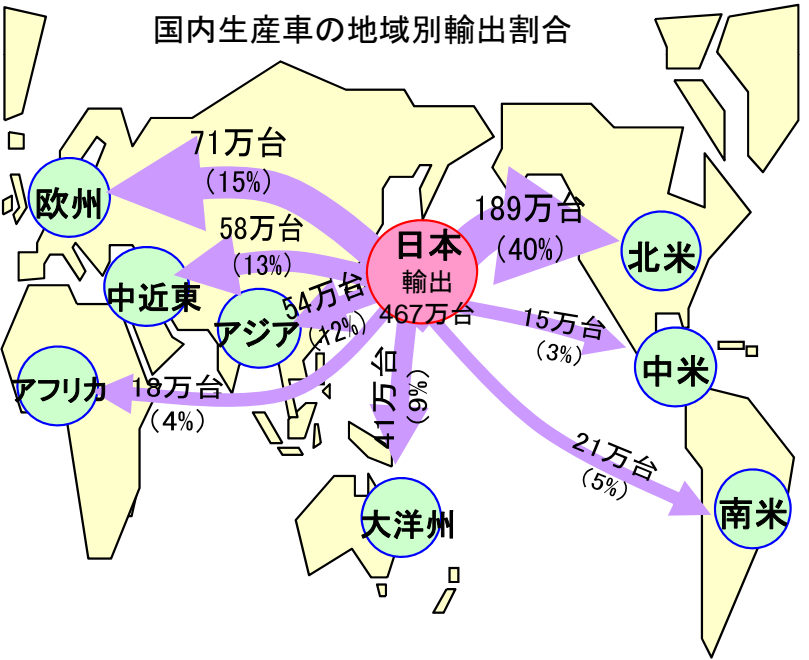 国内生産車の地域別輸出割合
71万台
(15%)
欧州
58万台
(13%)
中近東
54万台
(12%)
アジア
日本
輸出
467万台
189万台
(40%)
北米
15万台
(3%)
中米
18万台
(4%)
アフリカ
41万台
(9%)
大洋州
21万台
(5%)
南米